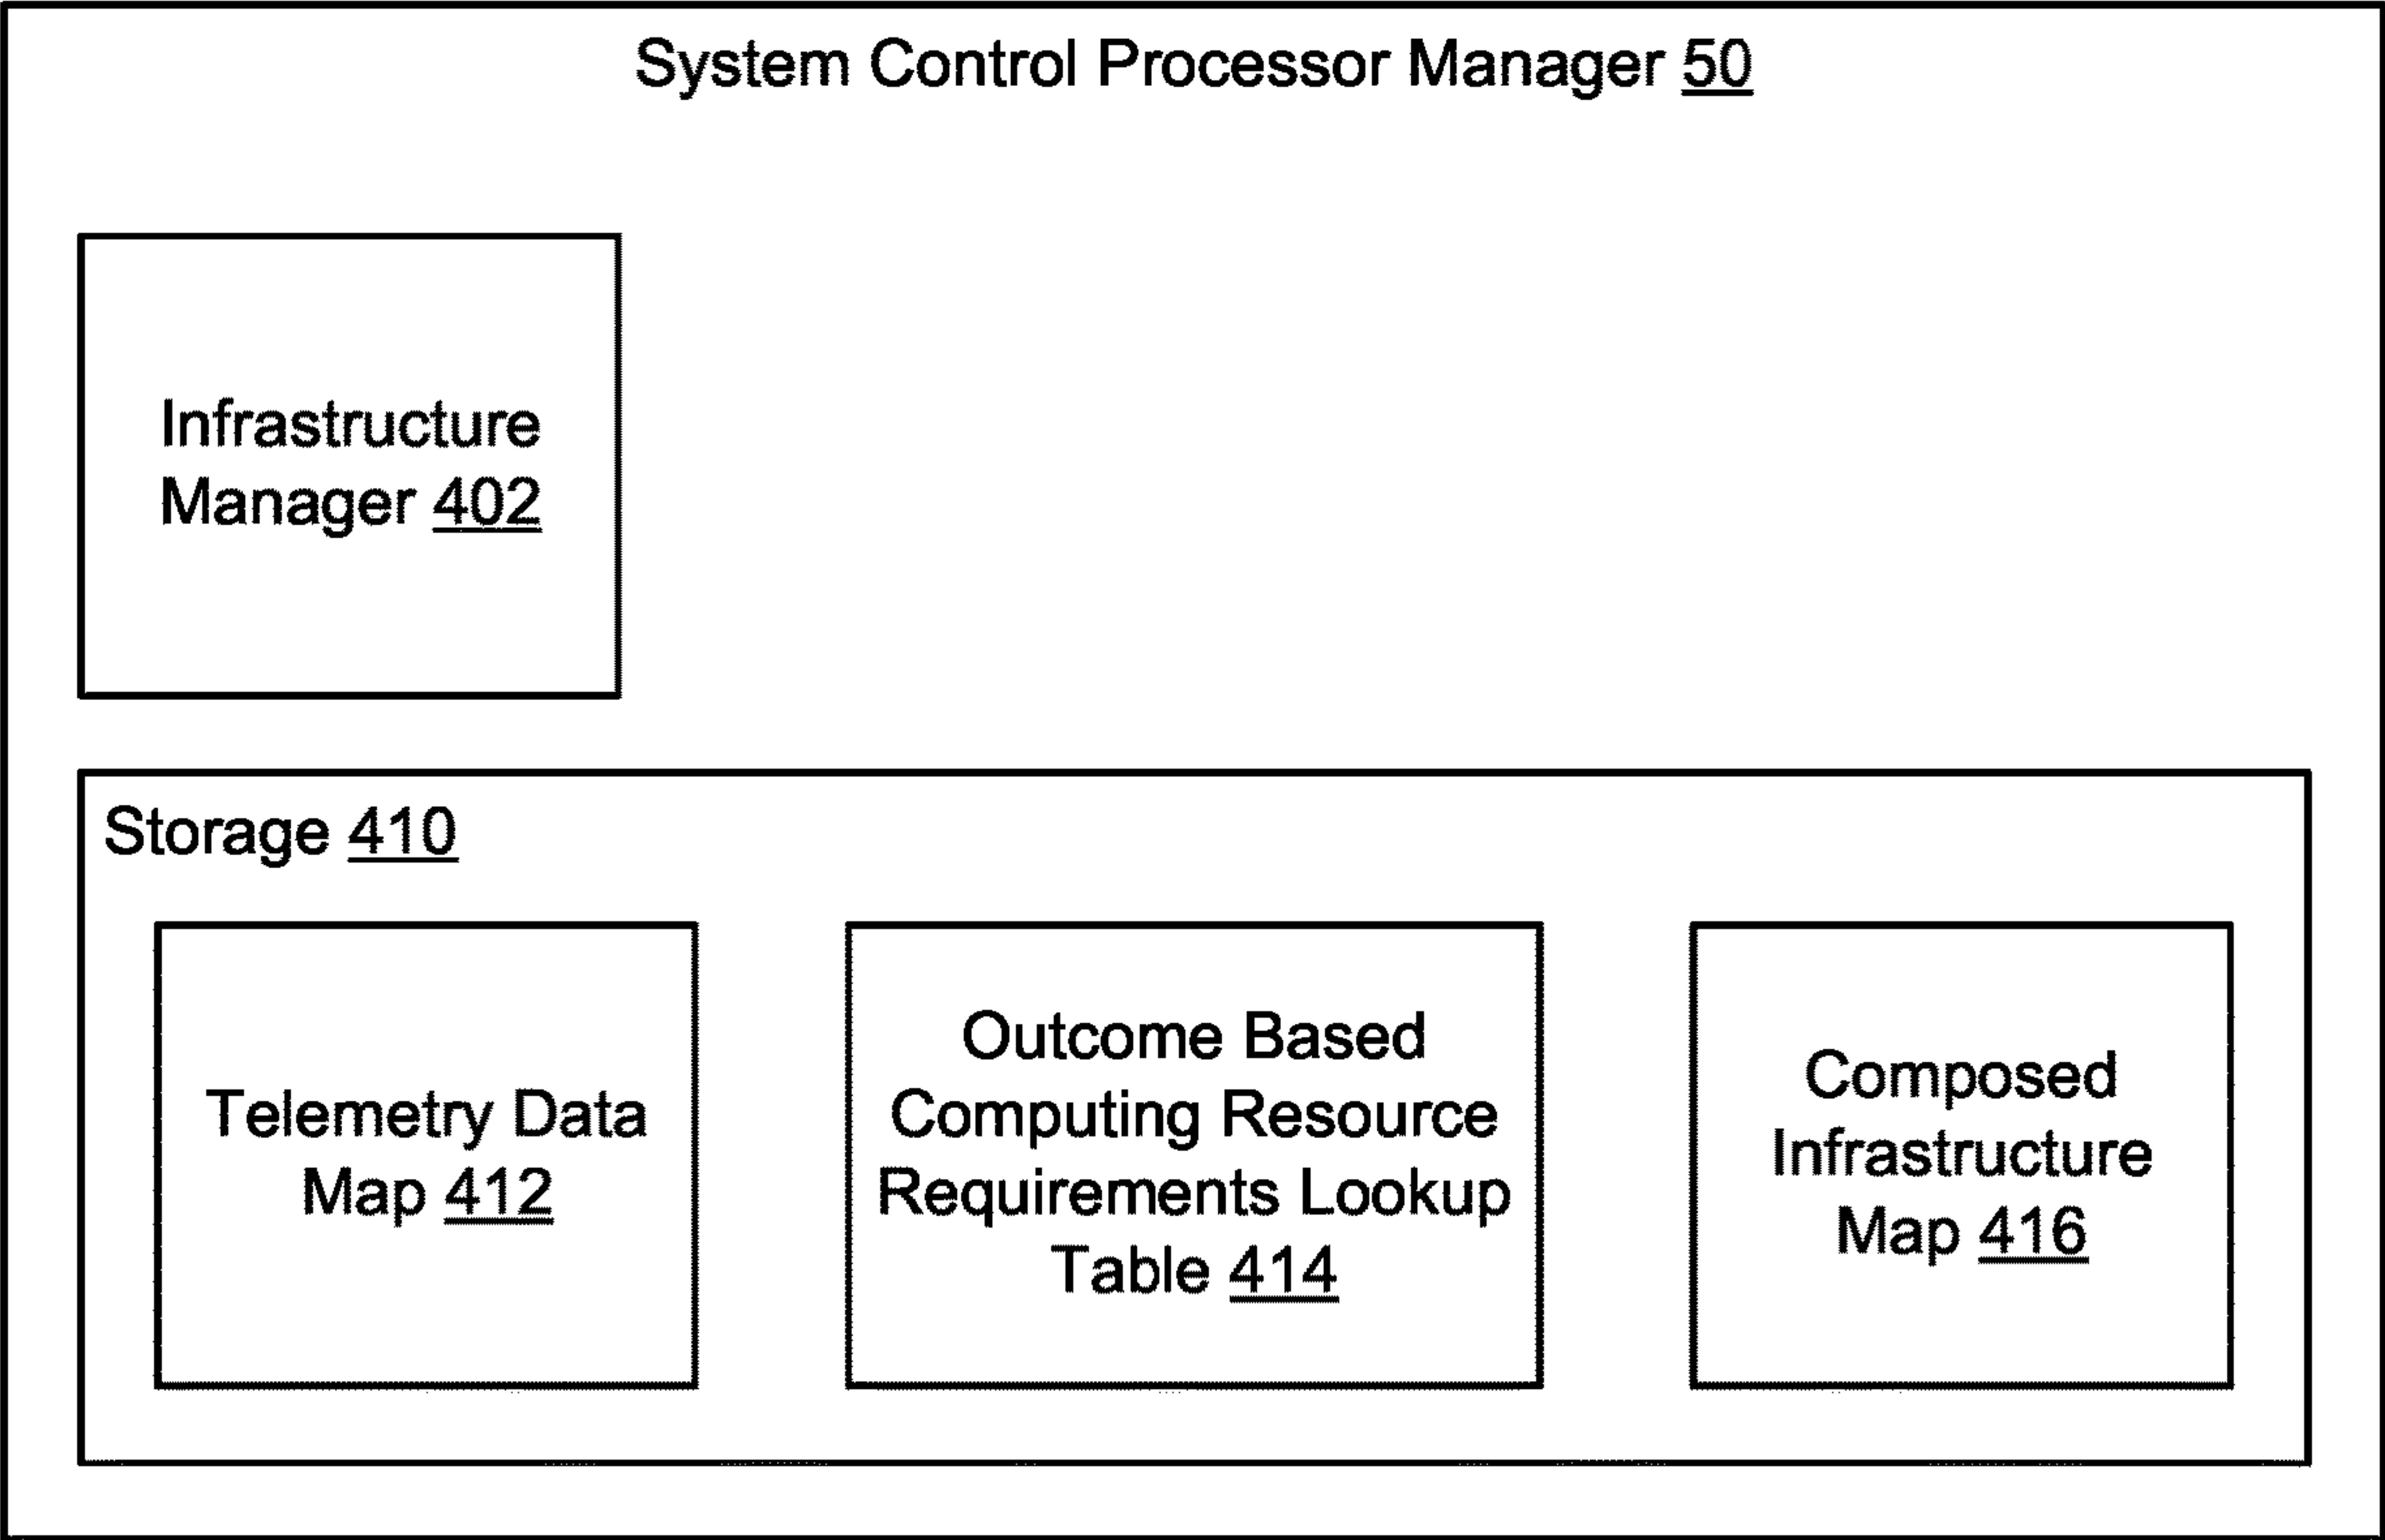 System Control Processor Manager 50
Infrastructure
Manager 402
Storage 410
Telemetry Data
Map 412
Outcome Based
Computing Resource
Requirements Lookup
Table 414
Composed
Infrastructure
Map 416